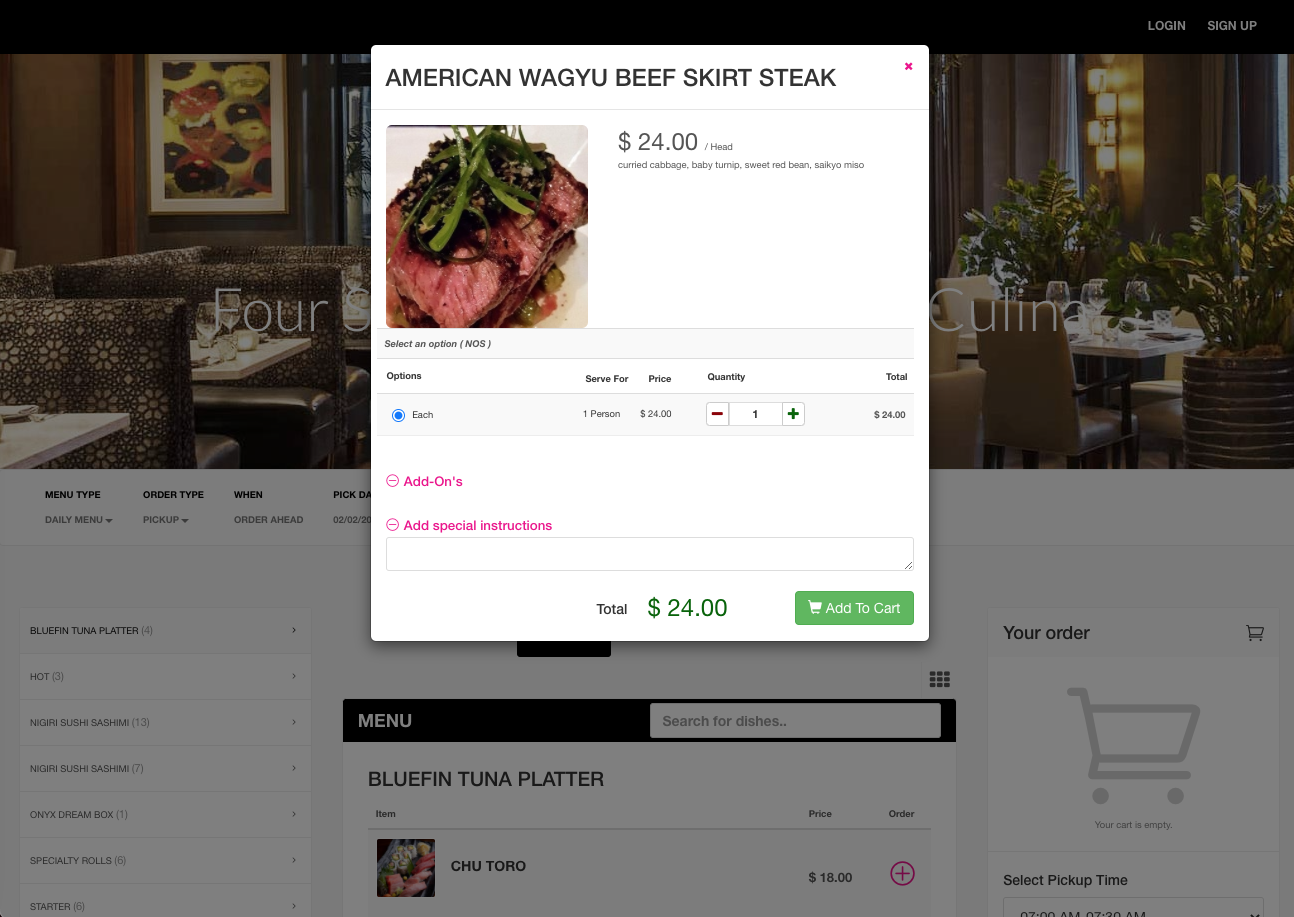 LOGIN SIGN UP
AMERICAN WAGYU BEEF SKIRT STEAK
$ 24.00 / Head
curried cabbage, baby turnip, sweet red bean, saikyo miso
Four S
Culina
Select an option ( NOS )
Options Serve For Price Quantity Total
Each 1 Person $ 24.00 1 $ 24.00
Add-On's
Add special instructions
Total $ 24.00 Add To Cart
MENU TYPE ORDER TYPE WHEN PICK DA
DAILY MENU PICKUP ORDER AHEAD 02/02/20
BLUEFIN TUNA PLATTER (4)
HOT (3)
NIGIRI SUSHI SASHIMI (13)
NIGIRI SUSHI SASHIMI (7)
ONYX DREAM BOX (1)
SPECIALTY ROLLS (6)
STARTER (6)
MENU Search for dishes..
BLUEFIN TUNA PLATTER
Item Price Order
CHU TORO $ 18.00
Your order
Your cart is empty.
Select Pickup Time
07:00 AM-07:30 AM